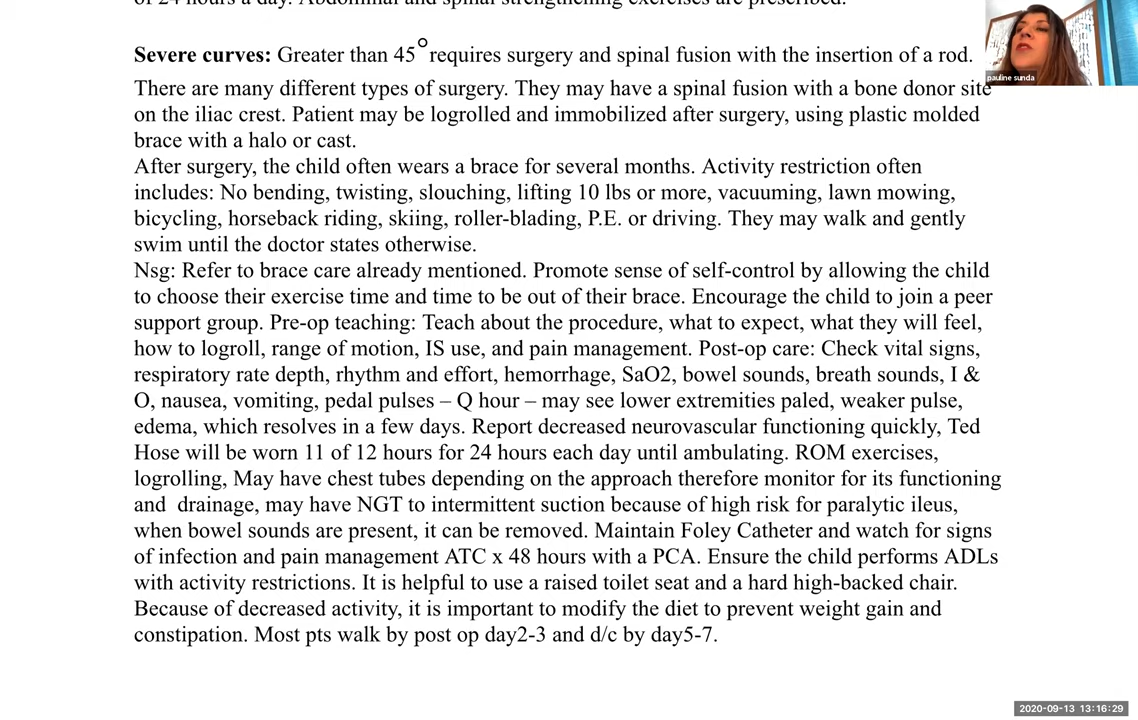 of 24 hours a day. Abdominal and spinal strengthening exercises are prescribed.
Severe curves: Greater than 45° requires surgery and spinal fusion with the insertion of a rod.
pauline sunda
There are many different types of surgery. They may have a spinal fusion with a bone donor site
on the iliac crest. Patient may be logrolled and immobilized after surgery, using plastic molded
brace with a halo or cast.
After surgery, the child often wears a brace for several months. Activity restriction often
includes: No bending, twisting, slouching, lifting 10 lbs or more, vacuuming, lawn mowing,
bicycling, horseback riding, skiing, roller-blading, P.E. or driving. They may walk and gently
swim until the doctor states otherwise.
Nsg: Refer to brace care already mentioned. Promote sense of self-control by allowing the child
to choose their exercise time and time to be out of their brace. Encourage the child to join a peer
support group. Pre-op teaching: Teach about the procedure, what to expect, what they will feel,
how to logroll, range of motion, IS use, and pain management. Post-op care: Check vital signs,
respiratory rate depth, rhythm and effort, hemorrhage, SaO2, bowel sounds, breath sounds, I &
O, nausea, vomiting, pedal pulses – Q hour – may see lower extremities paled, weaker pulse,
edema, which resolves in a few days. Report decreased neurovascular functioning quickly, Ted
Hose will be worn 11 of 12 hours for 24 hours each day until ambulating. ROM exercises,
logrolling, May have chest tubes depending on the approach therefore monitor for its functioning
and  drainage, may have NGT to intermittent suction because of high risk for paralytic ileus,
when bowel sounds are present, it can be removed. Maintain Foley Catheter and watch for signs
of infection and pain management ATC x 48 hours with a PCA. Ensure the child performs ADLs
with activity restrictions. It is helpful to use a raised toilet seat and a hard high-backed chair.
Because of decreased activity, it is important to modify the diet to prevent weight gain and
constipation. Most pts walk by post op day2-3 and d/c by day5-7.
2020-09-13 13:16:29